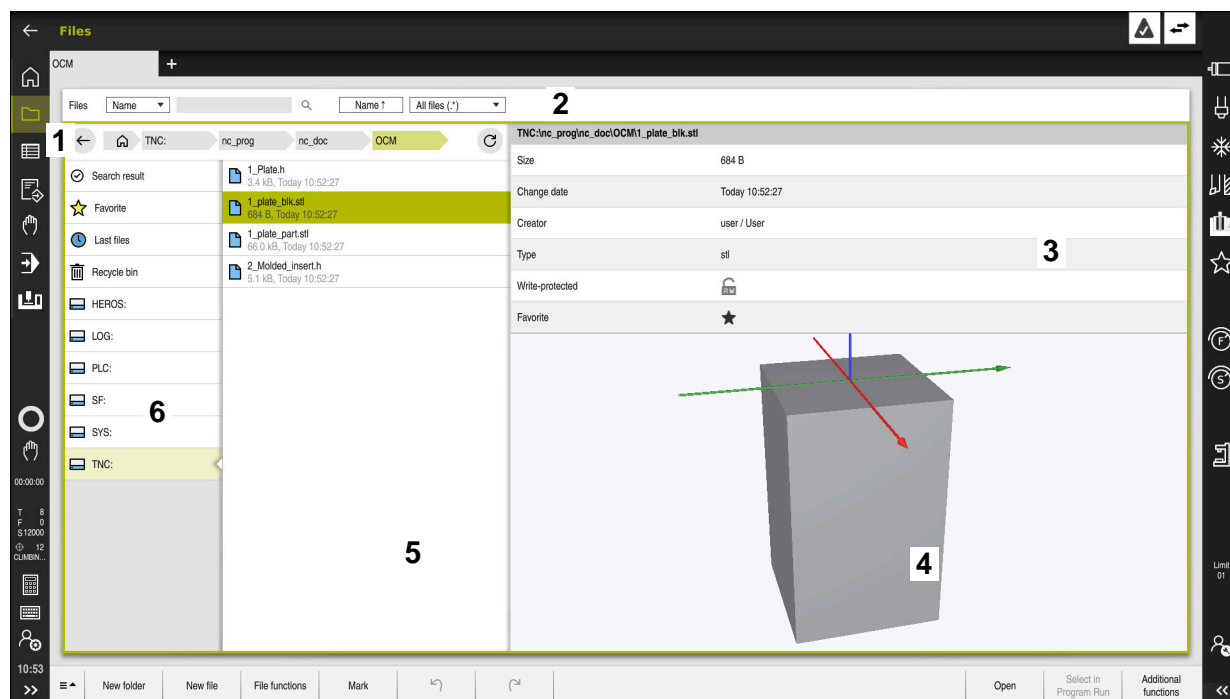 Files
OCM
+
Files Name Name ↑ All files (.*) 2
1 TNC: nc_prog nc_doc OCM
TNC:\nc_prog\nc_doc\OCM\1_plate_blk.stl
Search result
Favorite
Last files
Recycle bin
HEROS:
LOG:
PLC:
SF:
6
SYS:
TNC:
1_Plate.h
3.4 kB, Today 10:52:27
1_plate_blk.stl
684 B, Today 10:52:27
1_plate_part.stl
66.0 kB, Today 10:52:27
2_Molded_insert.h
5.1 kB, Today 10:52:27
5
Size 684 B
Change date Today 10:52:27
Creator user / User
Type stl
3
Write-protected RW
Favorite
4
00:00:00
T 8
F 0
S 12000
12
CLIMBIN...
10:53
F
S
Limit
01
New folder New file File functions Mark Open Select in Program Run Additional functions